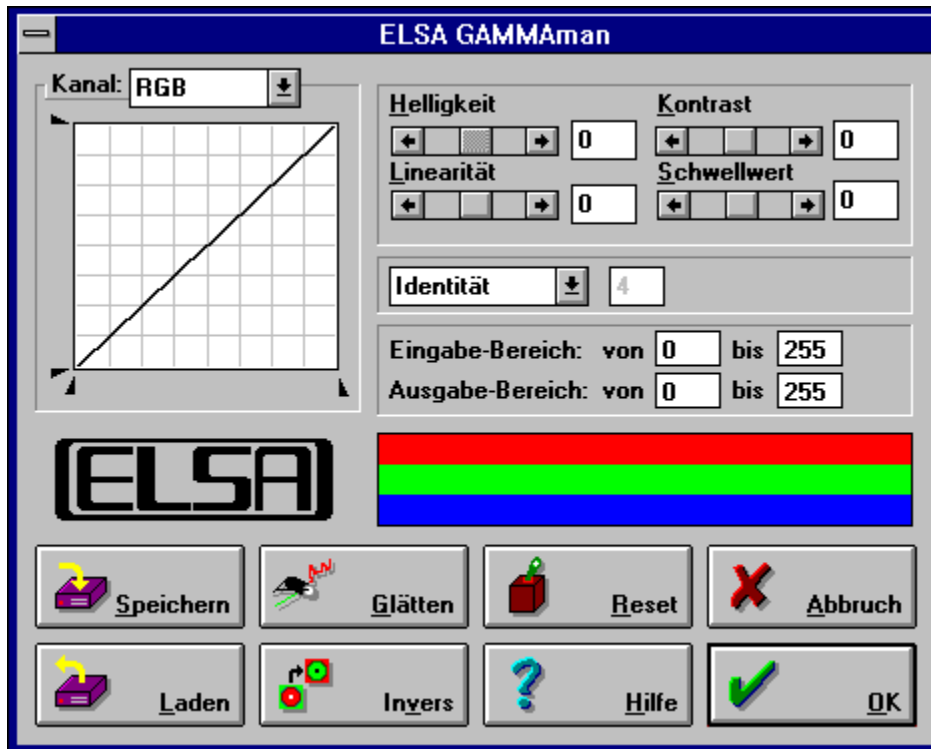 ELSA GAMMAman
Kanal: RGB
Helligkeit
0
Kontrast
0
Linearität
0
Schwellwert
0
Identität
4
Eingabe-Bereich: von 0 bis 255
Ausgabe-Bereich: von 0 bis 255
ELSA
Speichern
Glätten
Reset
Abbruch
Laden
Invers
Hilfe
OK